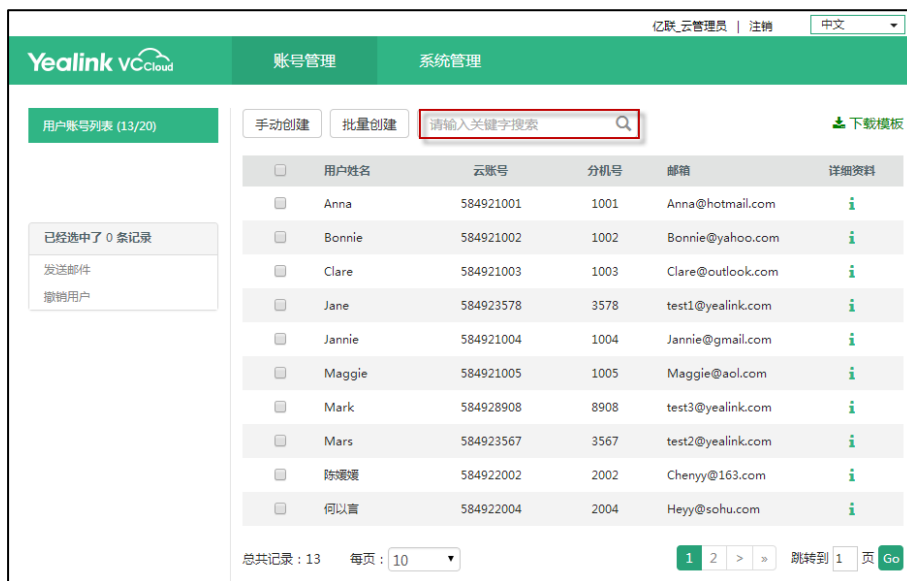 亿联_云管理员 | 注销 中文
Yealink VCCloud 账号管理 系统管理
用户账号列表 (13/20) 手动创建 批量创建 请输入关键字搜索 下载模板
用户姓名 云账号 分机号 邮箱 详细资料
Anna 584921001 1001 Anna@hotmail.com
已经选中了 0 条记录 Bonnie 584921002 1002 Bonnie@yahoo.com
发送邮件 Clare 584921003 1003 Clare@outlook.com
撤销用户 Jane 584923578 3578 test1@yealink.com
Jannie 584921004 1004 Jannie@gmail.com
Maggie 584921005 1005 Maggie@aol.com
Mark 584928908 8908 test3@yealink.com
Mars 584923567 3567 test2@yealink.com
陈媛媛 584922002 2002 Chenyy@163.com
何以言 584922004 2004 Heyy@sohu.com
总共记录：13 每页：10 1 2 > » 跳转到 1 页 Go